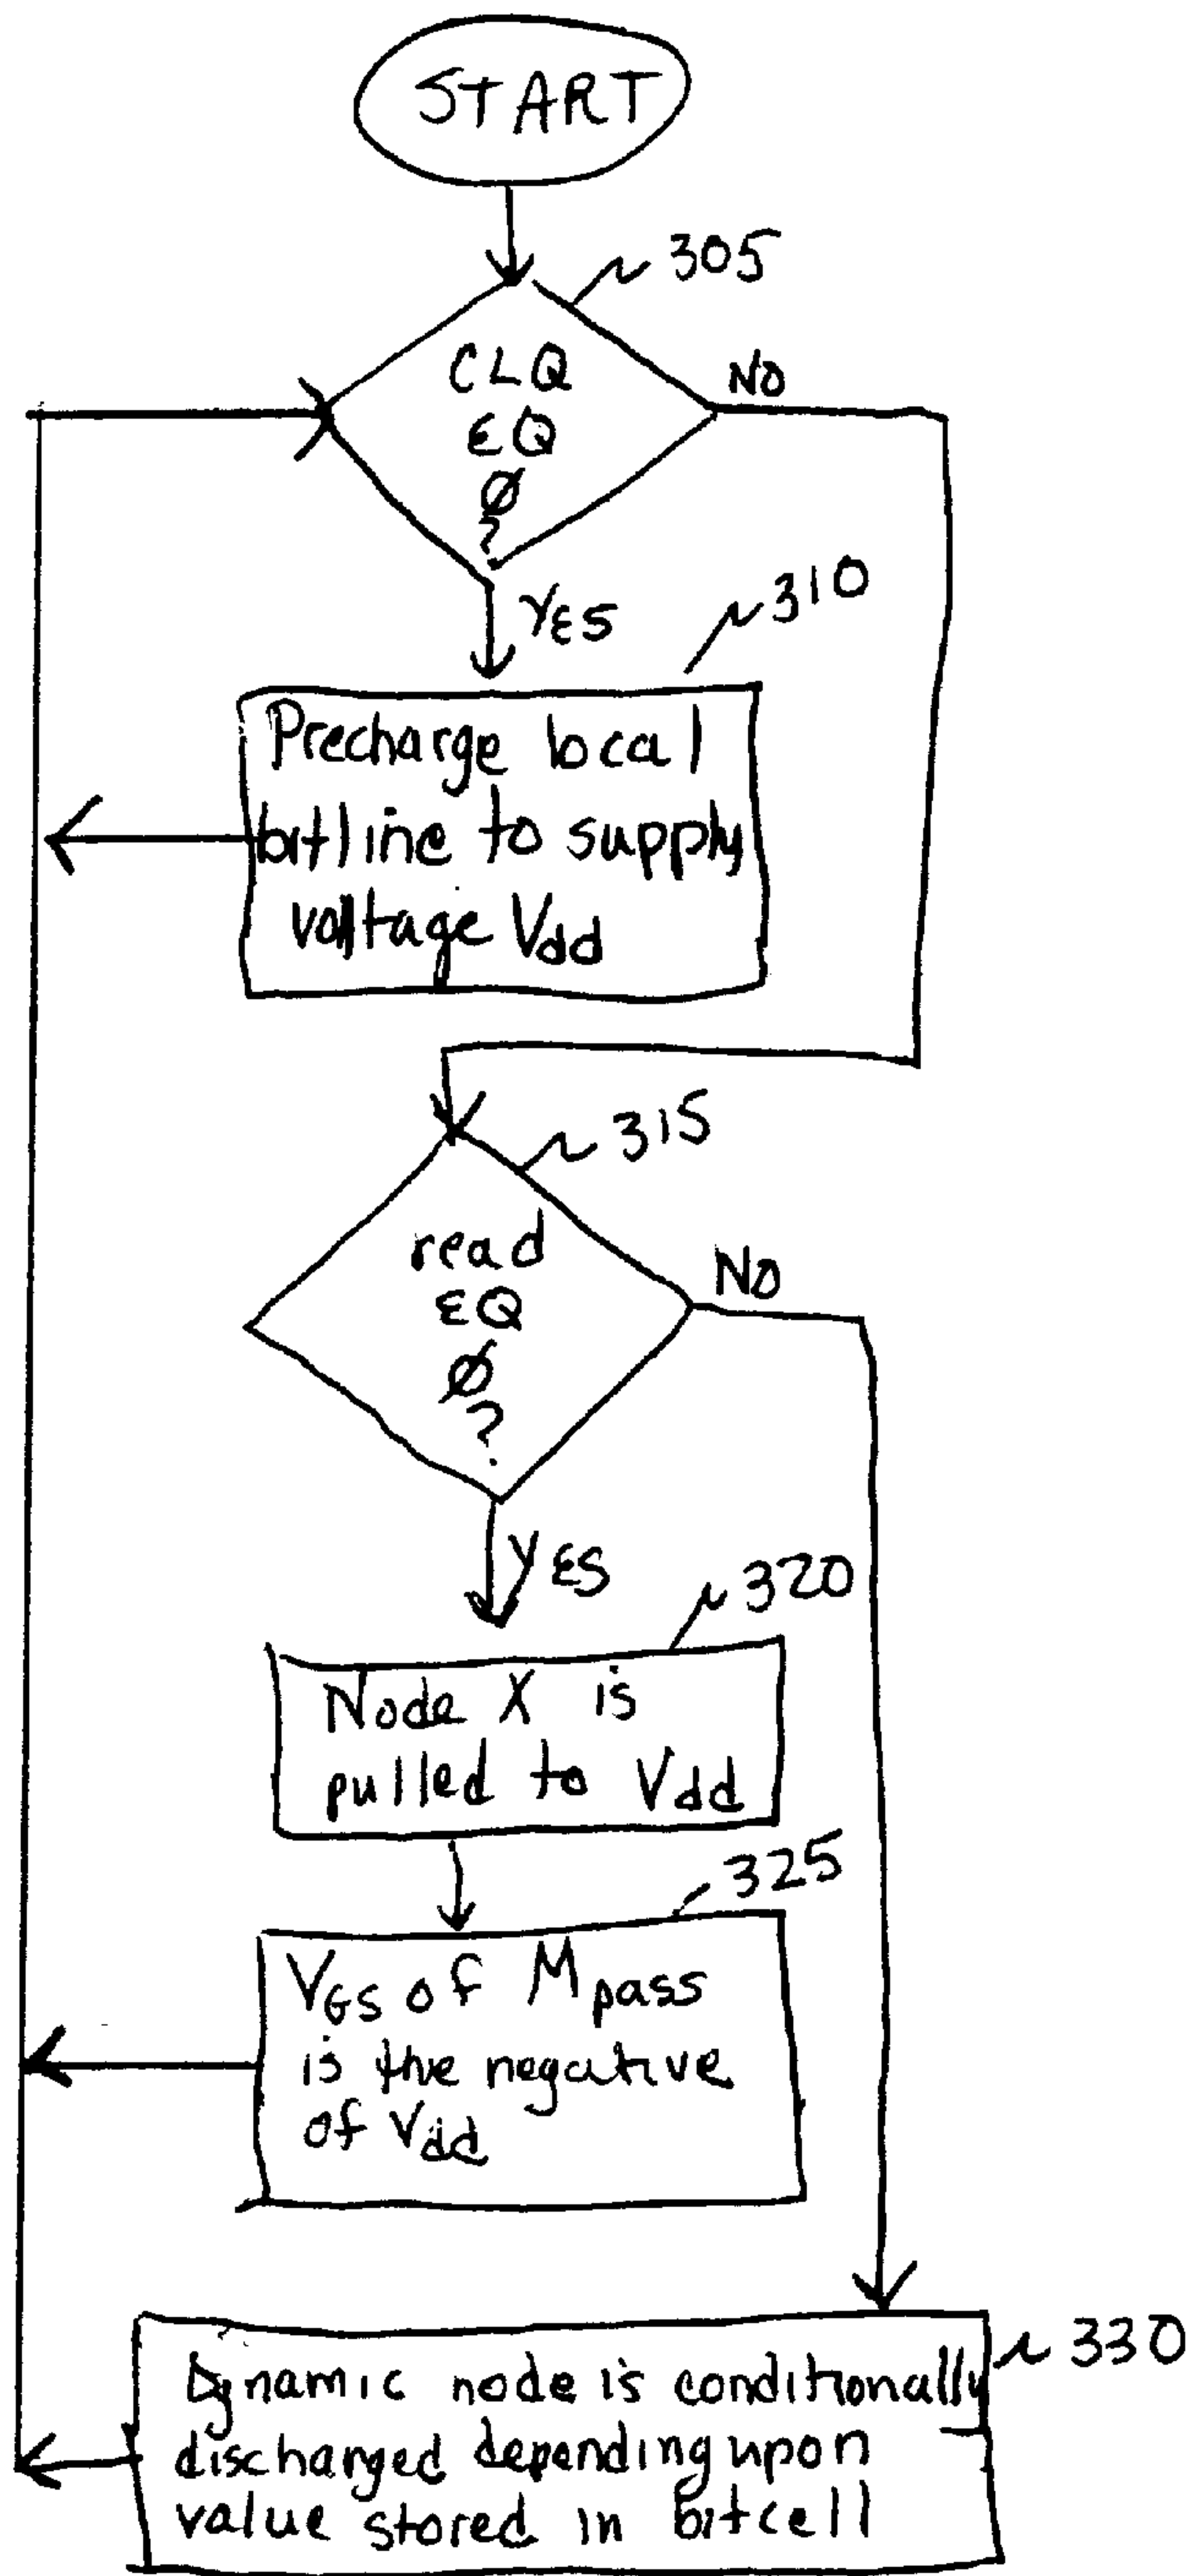 START
305
CLQ
EQ
Ø
?
NO
YES
310
Precharge local
bitline to supply
voltage Vdd
315
read
EQ
Ø
?
NO
YES
320
Node X is
pulled to Vdd
325
VGS of Mpass
is the negative
of Vdd
330
Dynamic node is conditionally
discharged depending upon
value stored in bitcell